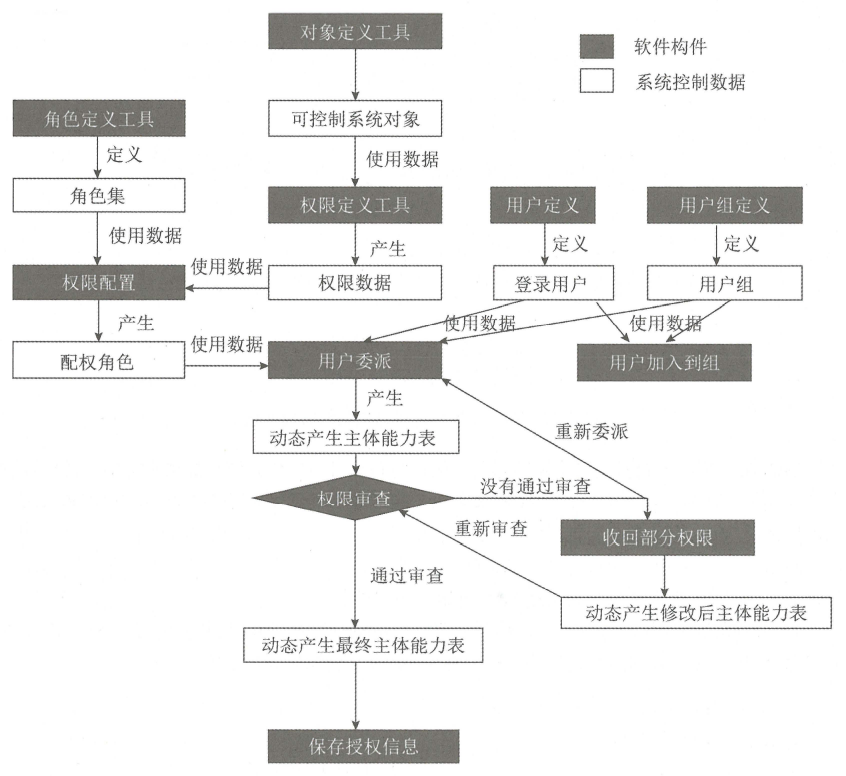 对象定义工具
软件构件
系统控制数据
角色定义工具
可控制系统对象
定义
使用数据
角色集
权限定义工具
用户定义
用户组定义
使用数据
产生
定义
定义
权限配置
使用数据
权限数据
登录用户
用户组
产生
使用数据
使用数据
配权角色
使用数据
用户委派
用户加入到组
产生
动态产生主体能力表
重新委派
权限审查
没有通过审查
重新审查
收回部分权限
通过审查
动态产生修改后主体能力表
动态产生最终主体能力表
保存授权信息